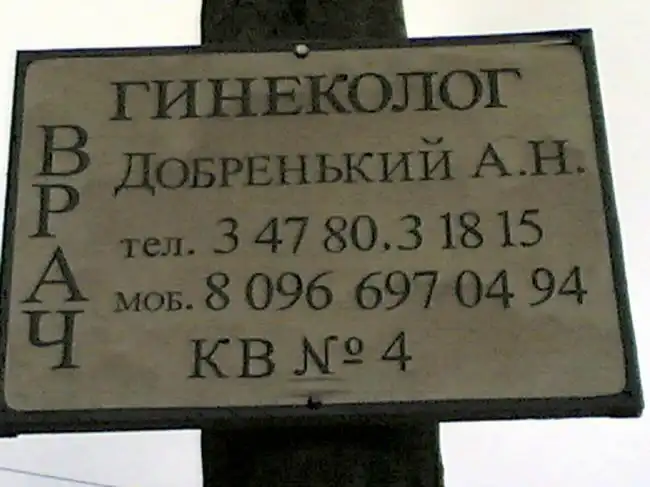 ВРАЧ
ГИНЕКОЛОГ
ДОБРЕНЬКИЙ А.Н.
тел. 3 47 80, 3 18 15
моб. 8 096 697 04 94
КВ № 4